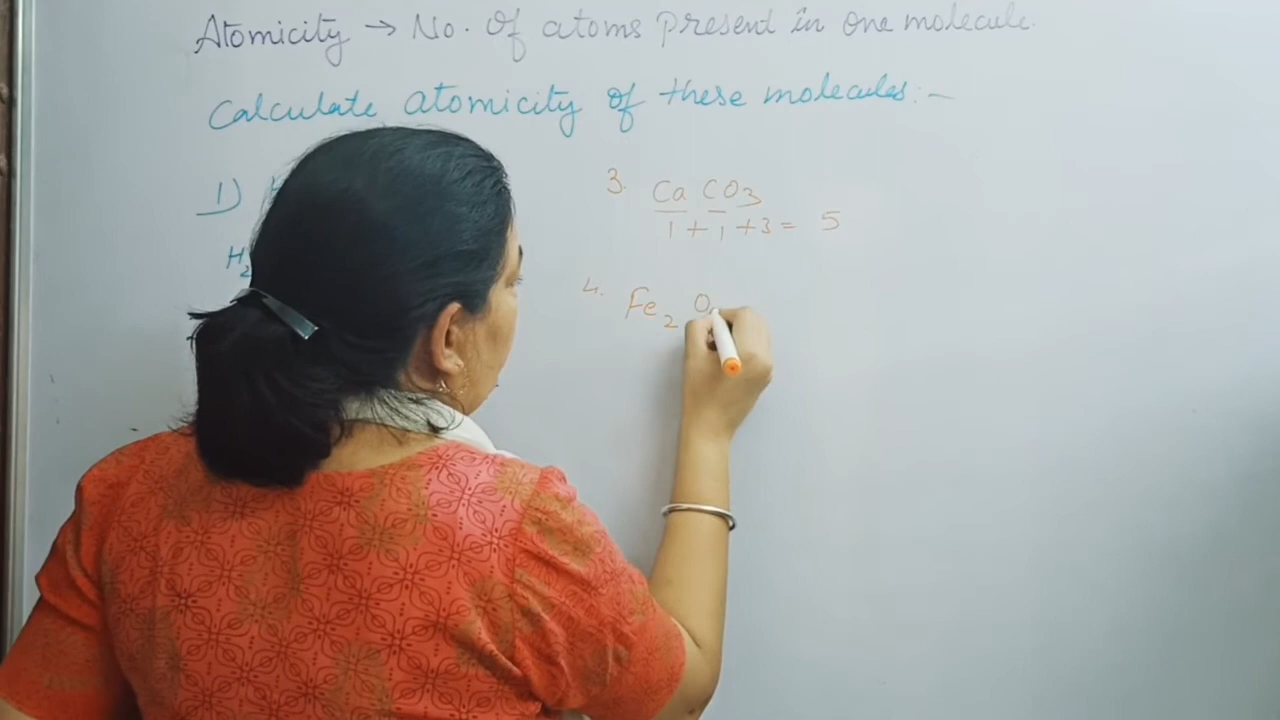 Atomicity → No. Of atoms present in one molecule.
Calculate atomicity of these molecules:-
1)
H2
3. CaCO3
1+1+3= 5
4. Fe2 O